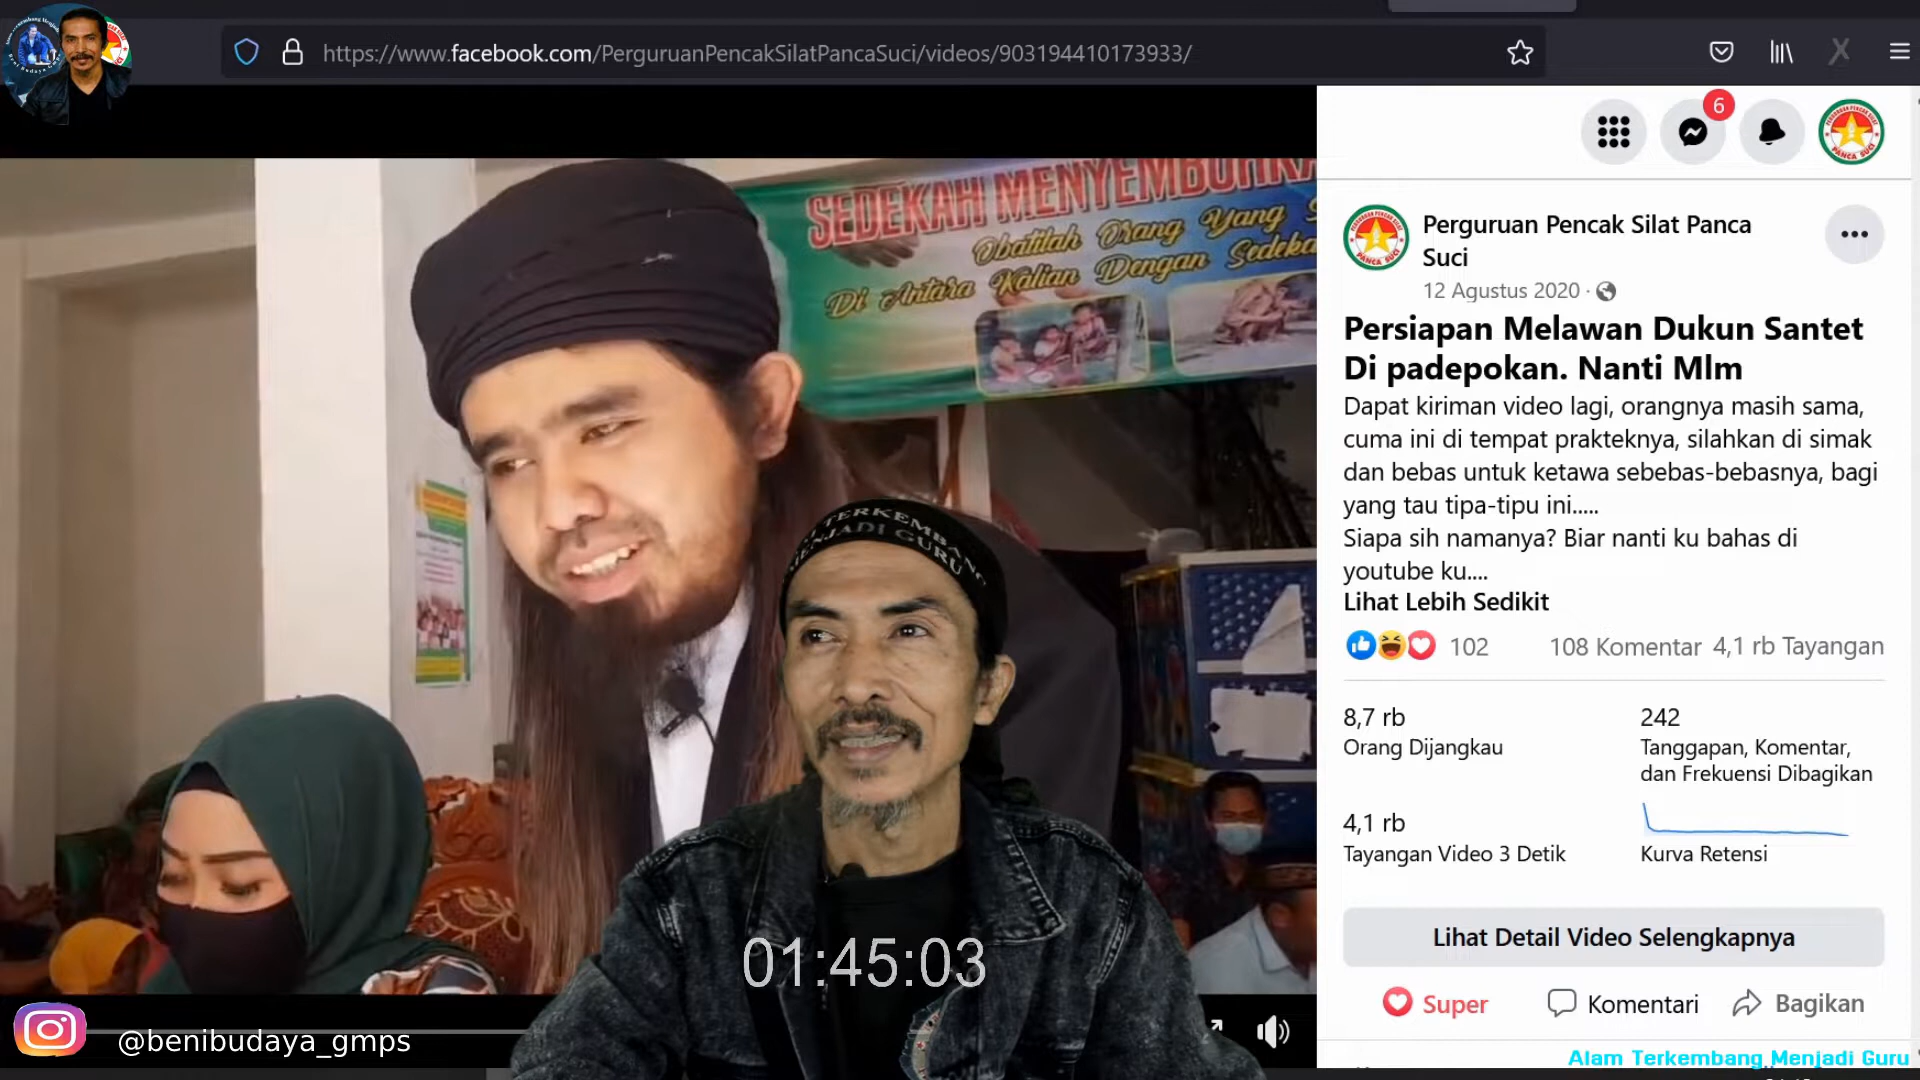 https://www.facebook.com/PerguruanPencakSilatPancaSuci/videos/903194410173933/
6
SEDEKAH MENYEMBUHKA
Obatilah Orang Yang S
Di Antara Kalian Dengan Sedeka
TERKEMBANG
MENJADI GURU
01:45:03
@benibudaya_gmps
Perguruan Pencak Silat Panca
Suci
12 Agustus 2020 ·
Persiapan Melawan Dukun Santet
Di padepokan. Nanti Mlm
Dapat kiriman video lagi, orangnya masih sama,
cuma ini di tempat prakteknya, silahkan di simak
dan bebas untuk ketawa sebebas-bebasnya, bagi
yang tau tipa-tipu ini.....
Siapa sih namanya? Biar nanti ku bahas di
youtube ku....
Lihat Lebih Sedikit
102 108 Komentar 4,1 rb Tayangan
8,7 rb
Orang Dijangkau
242
Tanggapan, Komentar,
dan Frekuensi Dibagikan
4,1 rb
Tayangan Video 3 Detik
Kurva Retensi
Lihat Detail Video Selengkapnya
Super Komentari Bagikan
Alam Terkembang Menjadi Guru